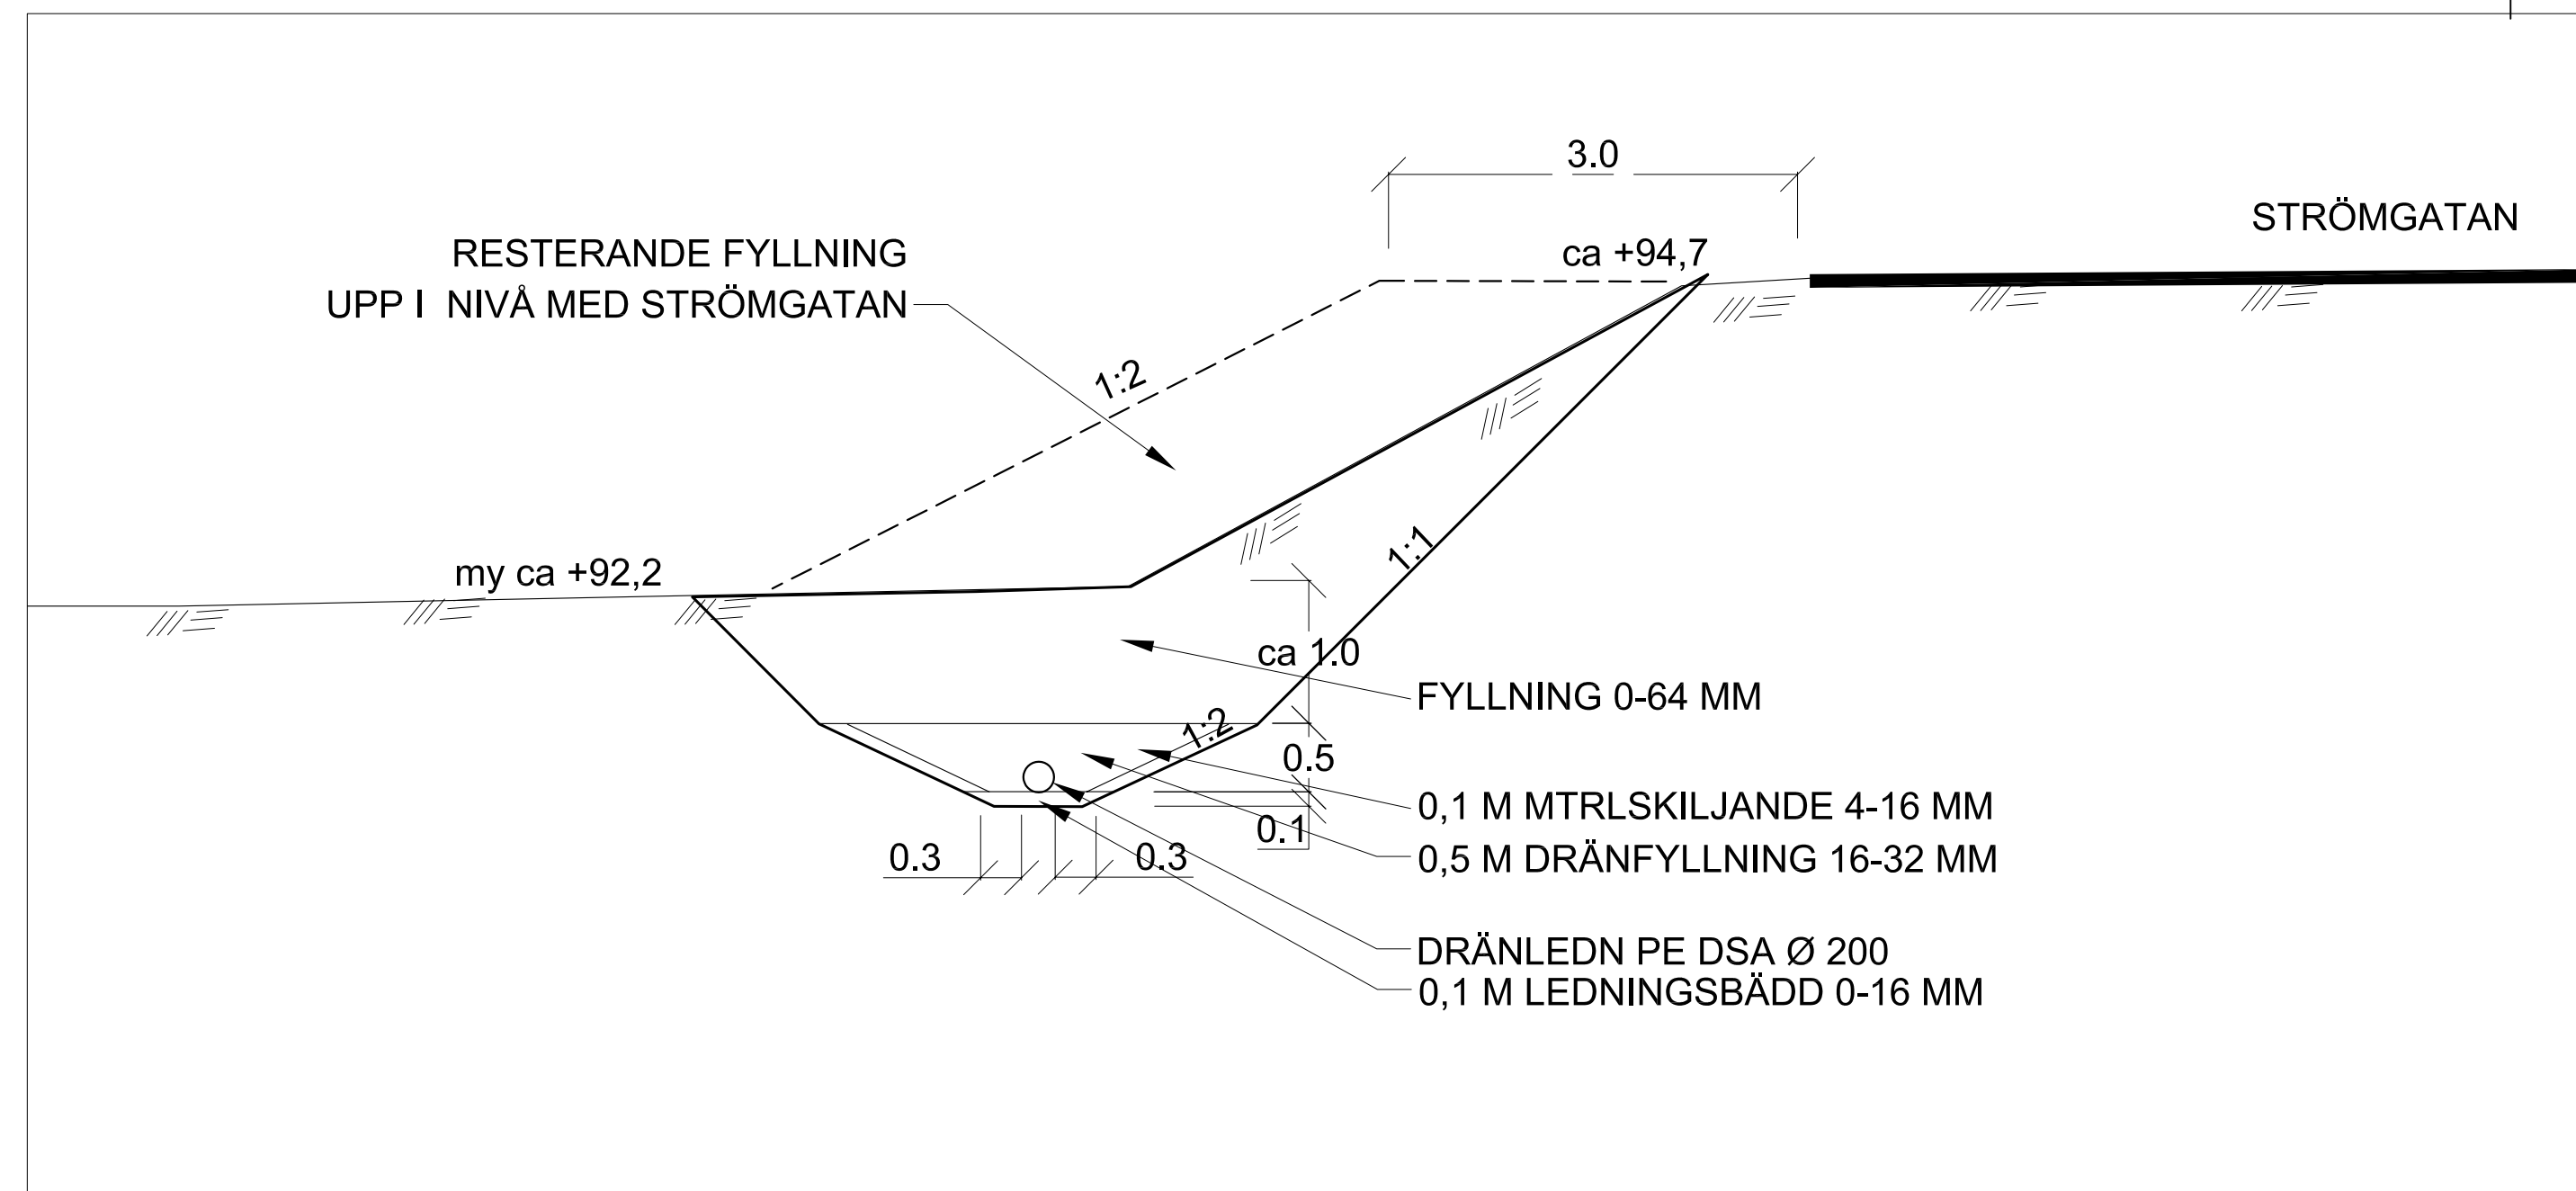 3.0
STRÖMGATAN
RESTERANDE FYLLNING
UPP I NIVÅ MED STRÖMGATAN
ca +94,7
1:2
my ca +92,2
1:1
ca 1.0
FYLLNING 0-64 MM
1:2
0.5
0,1 M MTRLSKILJANDE 4-16 MM
0.1
0.3
0.3
0,5 M DRÄNFYLLNING 16-32 MM
DRÄNLEDN PE DSA Ø 200
0,1 M LEDNINGSBÄDD 0-16 MM